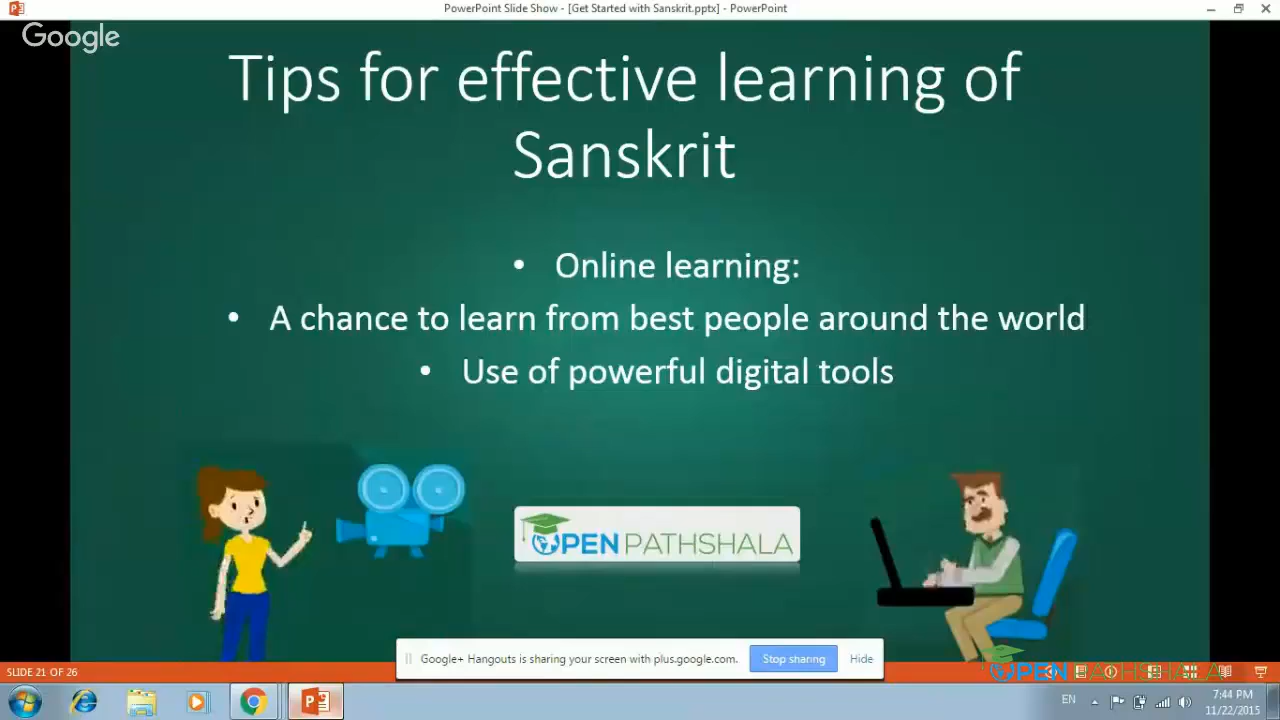 PowerPoint Slide Show - [Get Started with Sanskrit.pptx] - PowerPoint
Google
Tips for effective learning of
Sanskrit
• Online learning:
• A chance to learn from best people around the world
• Use of powerful digital tools
OPEN PATHSHALA
Google+ Hangouts is sharing your screen with plus.google.com.
Stop sharing
Hide
SLIDE 21 OF 26
OPEN PATHSHALA
EN
7:44 PM
11/22/2015